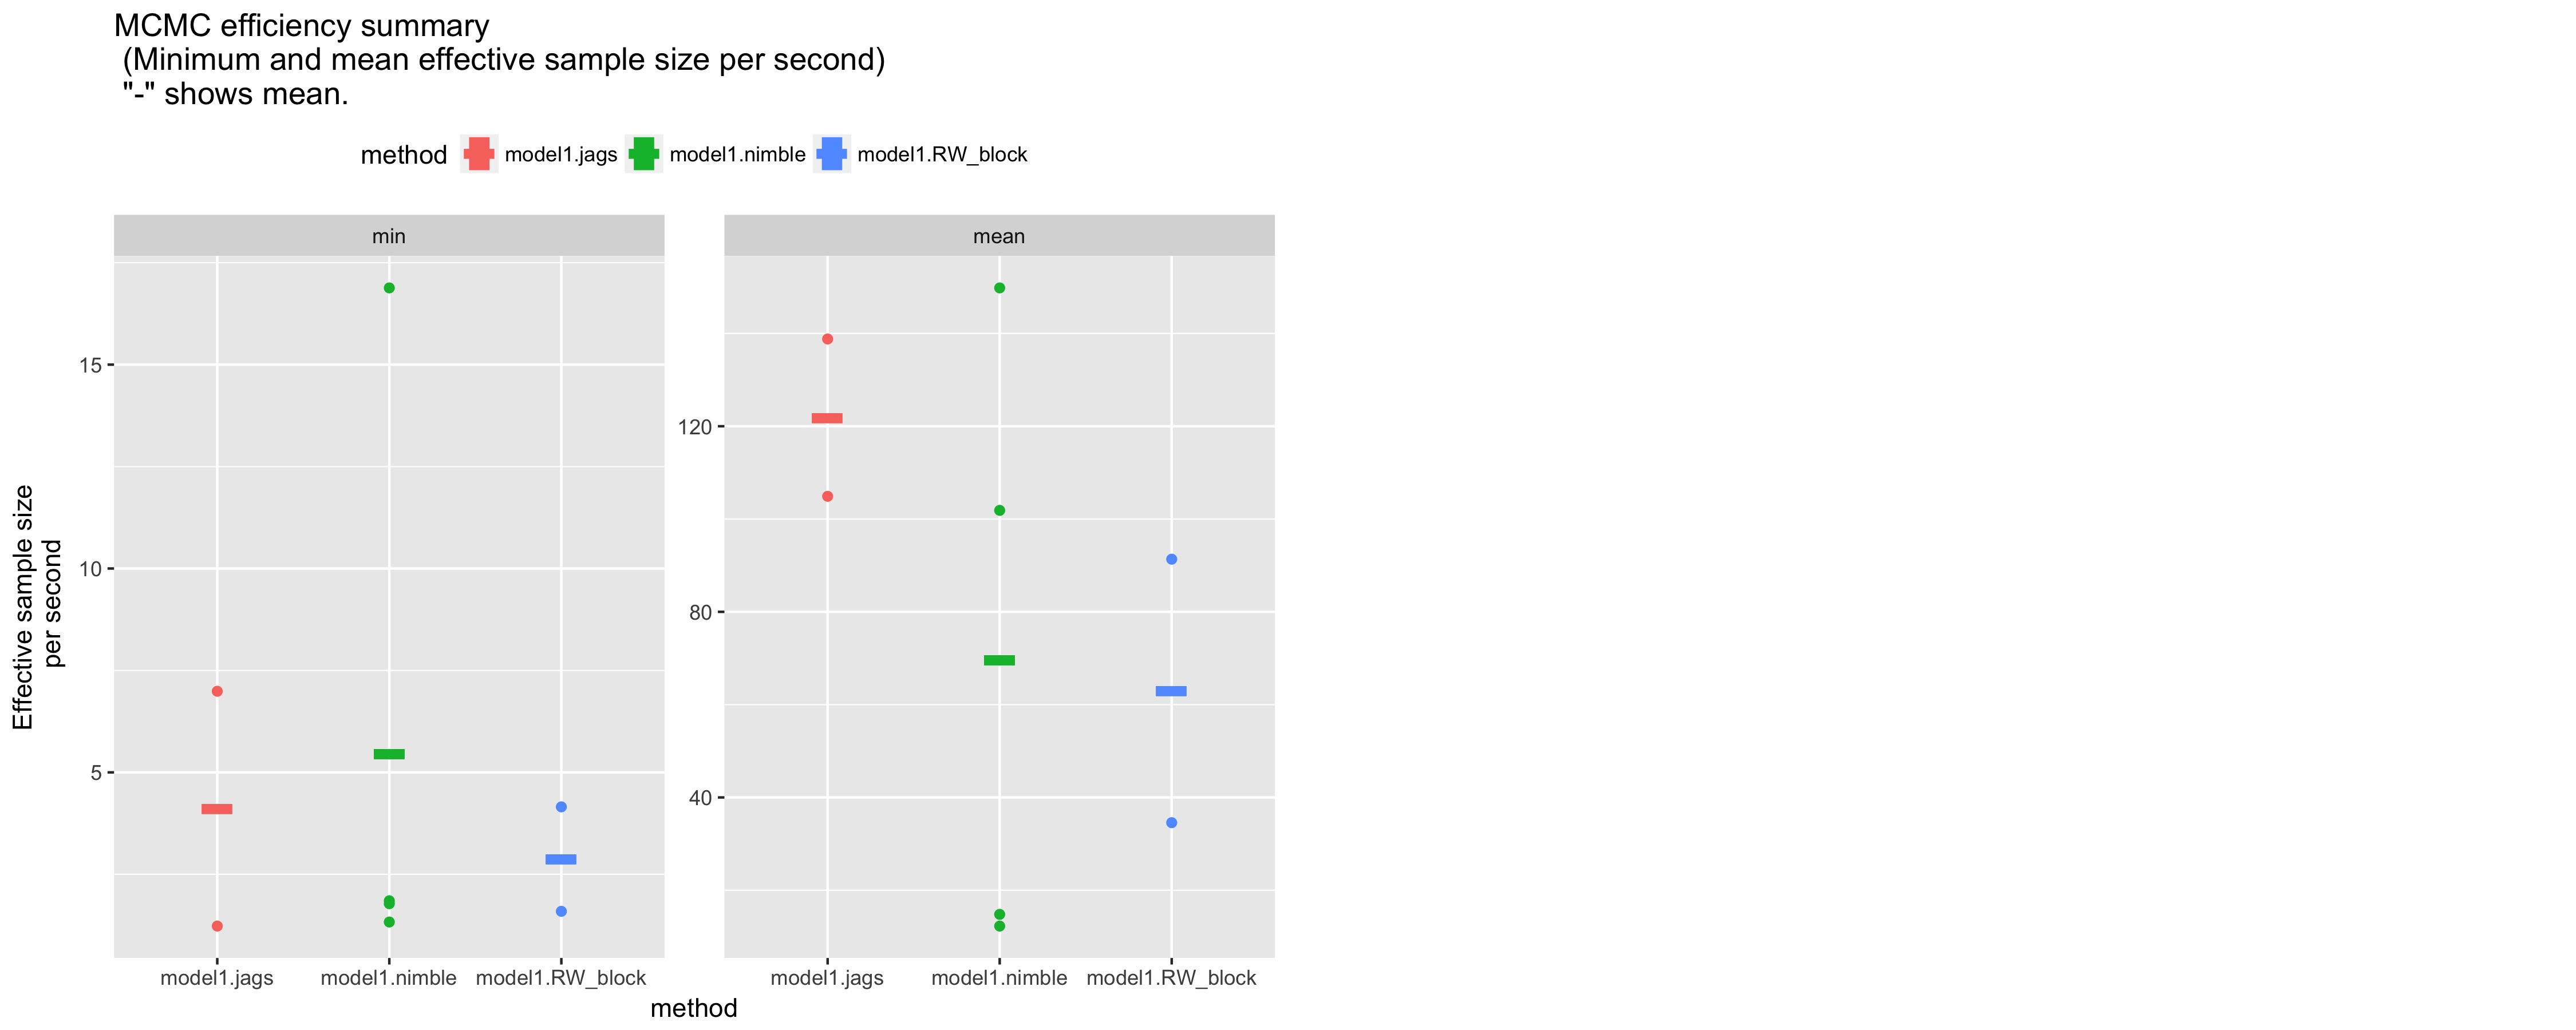 MCMC efficiency summary
(Minimum and mean effective sample size per second)
"-" shows mean.
method model1.jags model1.nimble model1.RW_block
min mean
15
10
5
120
80
40
Effective sample size
per second
model1.jags model1.nimble model1.RW_block model1.jags model1.nimble model1.RW_block
method